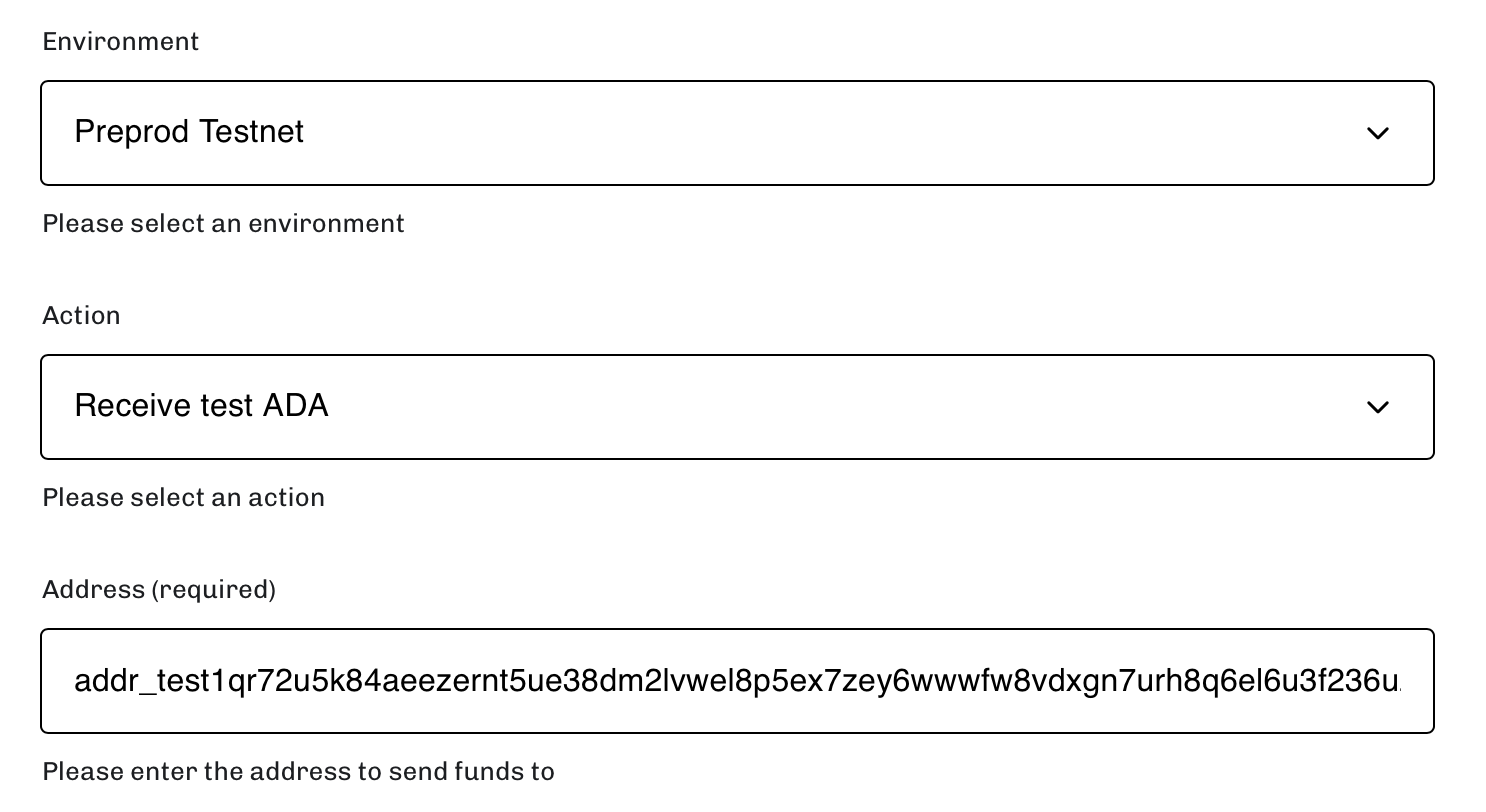 Environment
Preprod Testnet
Please select an environment
Action
Receive test ADA
Please select an action
Address (required)
addr_test1qr72u5k84aeezernt5ue38dm2lvwel8p5ex7zey6wwwfw8vdxgn7urh8q6el6u3f236u
Please enter the address to send funds to